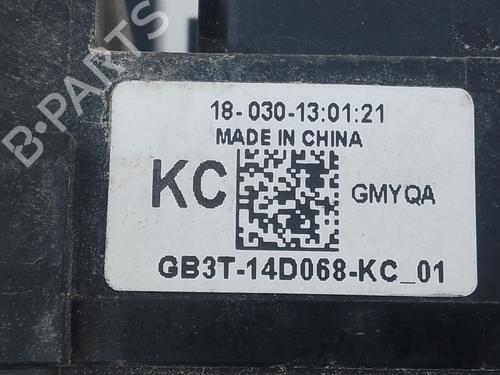 18-030-13:01:21
MADE IN CHINA
KC
GMYQA
GB3T-14D068-KC_01
B-PARTS